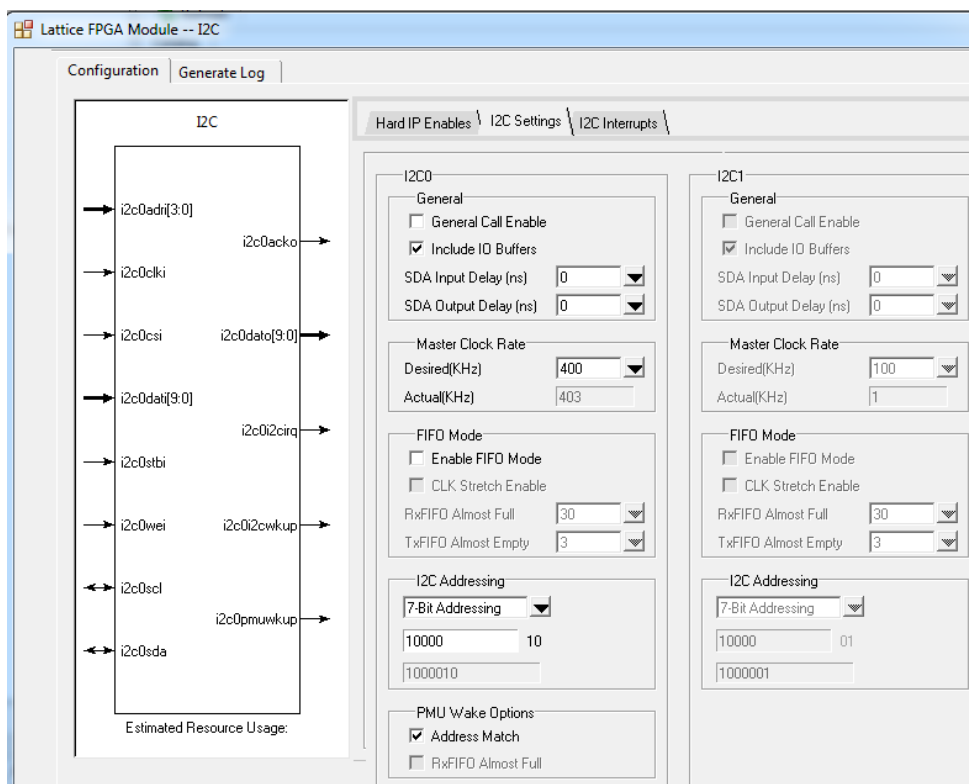 Lattice FPGA Module -- I2C
Configuration
Generate Log
I2C
i2c0adri[3:0]
i2c0acko
i2c0clki
i2c0csi
i2c0dato[9:0]
i2c0dati[9:0]
i2c0i2cirq
i2c0stbi
i2c0wei
i2c0i2cwkup
i2c0scl
i2c0pmuwkup
i2c0sda
Estimated Resource Usage:
Hard IP Enables
I2C Settings
I2C Interrupts
I2C0
General
General Call Enable
Include IO Buffers
SDA Input Delay (ns) 0
SDA Output Delay (ns) 0
Master Clock Rate
Desired(KHz) 400
Actual(KHz) 403
FIFO Mode
Enable FIFO Mode
CLK Stretch Enable
RxFIFO Almost Full 30
TxFIFO Almost Empty 3
I2C Addressing
7-Bit Addressing
10000 10
1000010
PMU Wake Options
Address Match
RxFIFO Almost Full
I2C1
General
General Call Enable
Include IO Buffers
SDA Input Delay (ns) 0
SDA Output Delay (ns) 0
Master Clock Rate
Desired(KHz) 100
Actual(KHz) 1
FIFO Mode
Enable FIFO Mode
CLK Stretch Enable
RxFIFO Almost Full 30
TxFIFO Almost Empty 3
I2C Addressing
7-Bit Addressing
10000 01
1000001